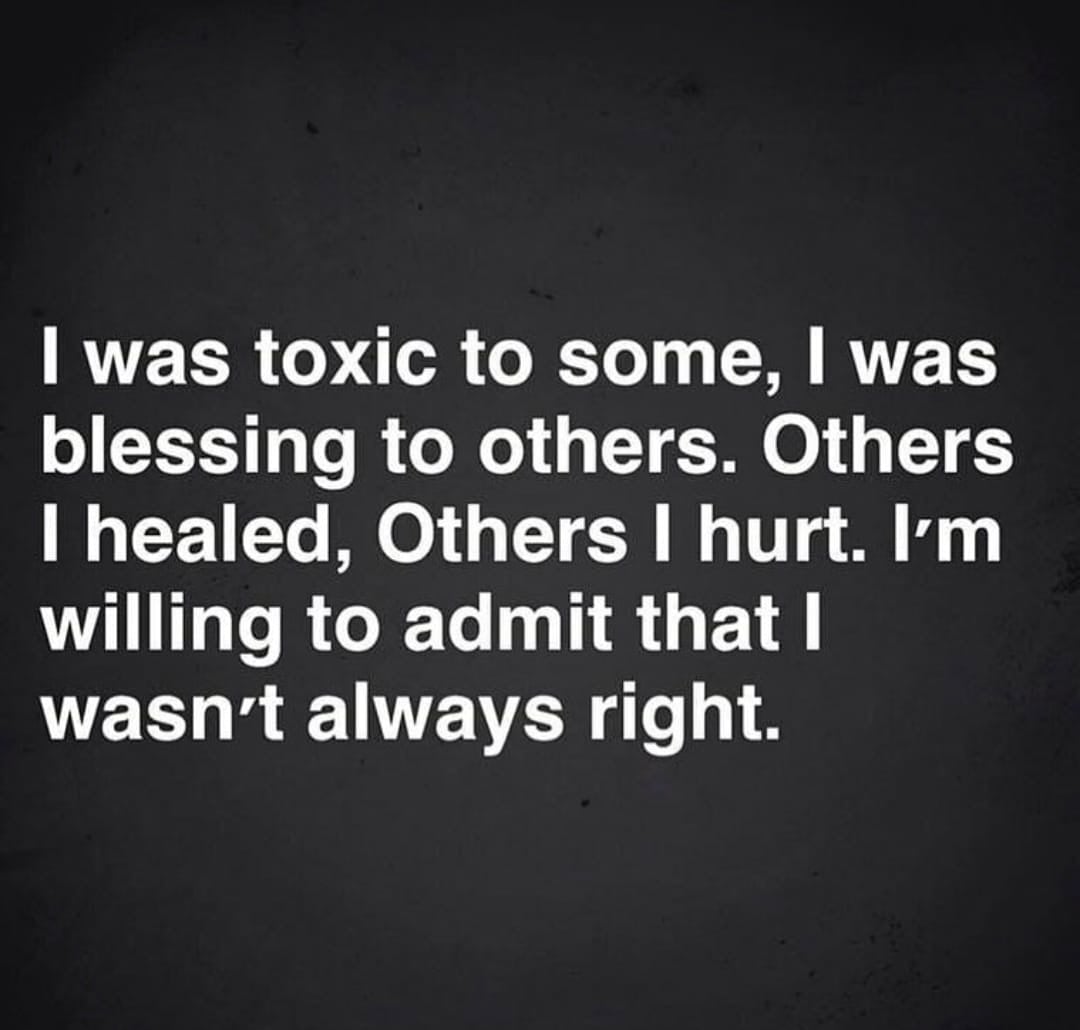 I was toxic to some, I was
blessing to others. Others
I healed, Others I hurt. I′m
willing to admit that I
wasn′t always right.